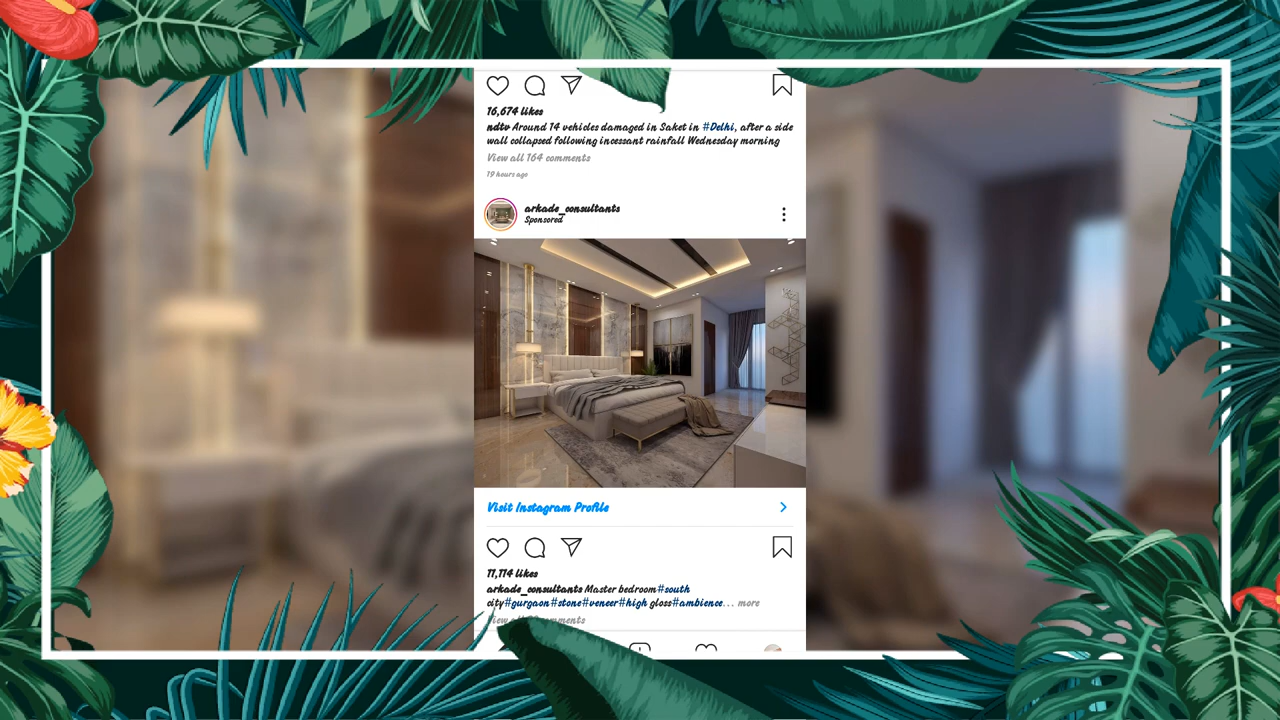 16,674 likes
ndtv Around 14 vehicles damaged in Saket in #Delhi, after a side
wall collapsed following incessant rainfall Wednesday morning
View all 164 comments
19 hours ago
arkade_consultants
Sponsored
Visit Instagram Profile
11,114 likes
arkade_consultants Master bedroom#south
city#gurgaon#stone#veneer#high gloss#ambience... more
comments